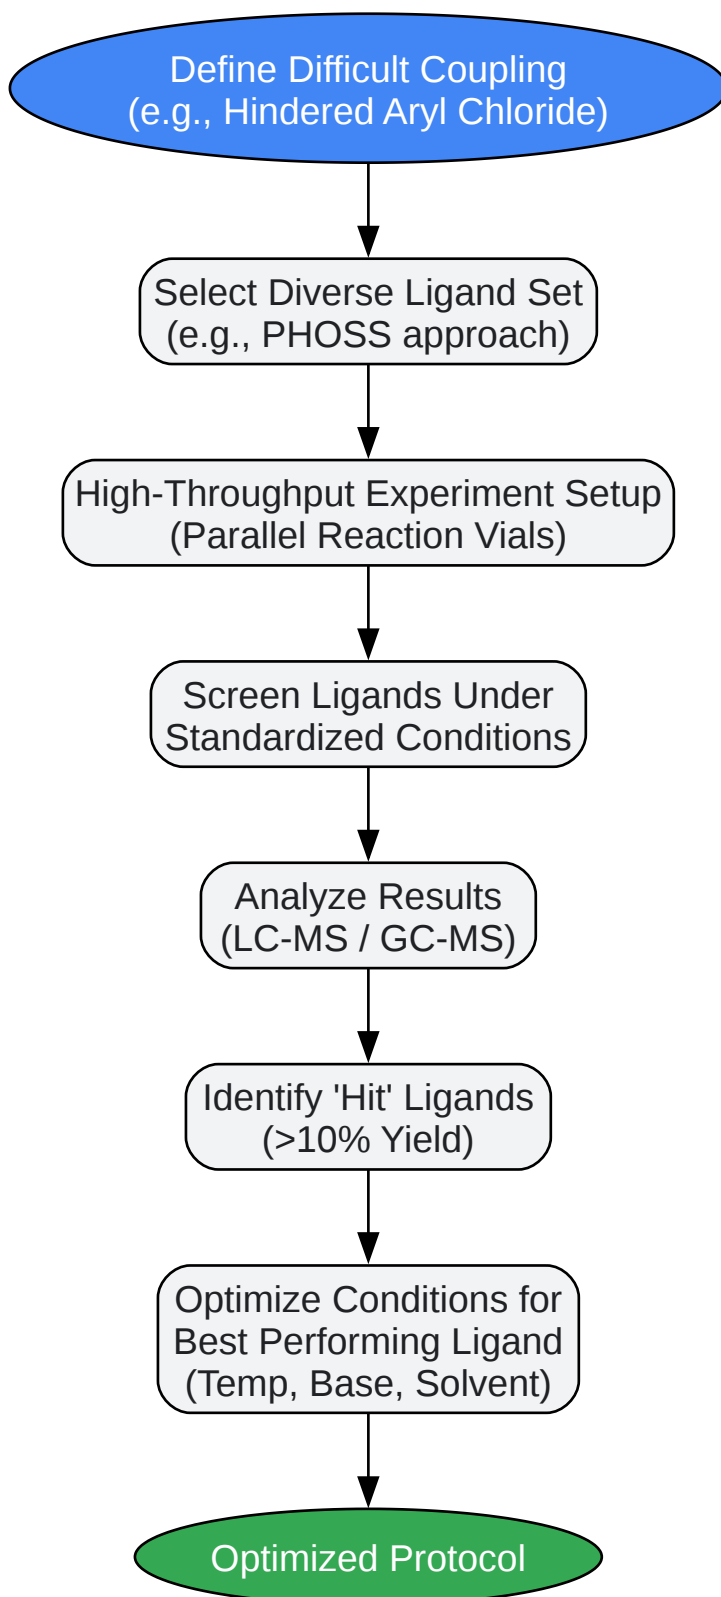 Define Difficult Coupling
(e.g., Hindered Aryl Chloride)
Select Diverse Ligand Set
(e.g., PHOSS approach)
High-Throughput Experiment Setup
(Parallel Reaction Vials)
Screen Ligands Under
Standardized Conditions
Analyze Results
(LC-MS / GC-MS)
Identify 'Hit' Ligands
(>10% Yield)
Optimize Conditions for
Best Performing Ligand
(Temp, Base, Solvent)
Optimized Protocol